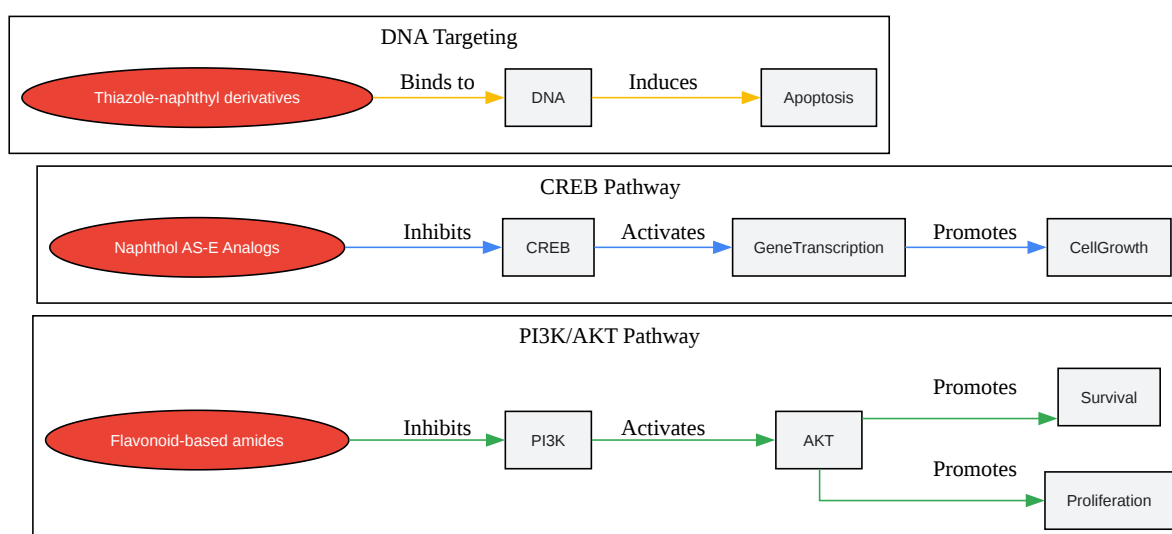 DNA Targeting
Thiazole-naphthyl derivatives
Binds to
DNA
Induces
Apoptosis
CREB Pathway
Naphthol AS-E Analogs
Inhibits
CREB
Activates
GeneTranscription
Promotes
CellGrowth
PI3K/AKT Pathway
Flavonoid-based amides
Inhibits
PI3K
Activates
AKT
Promotes
Survival
Promotes
Proliferation